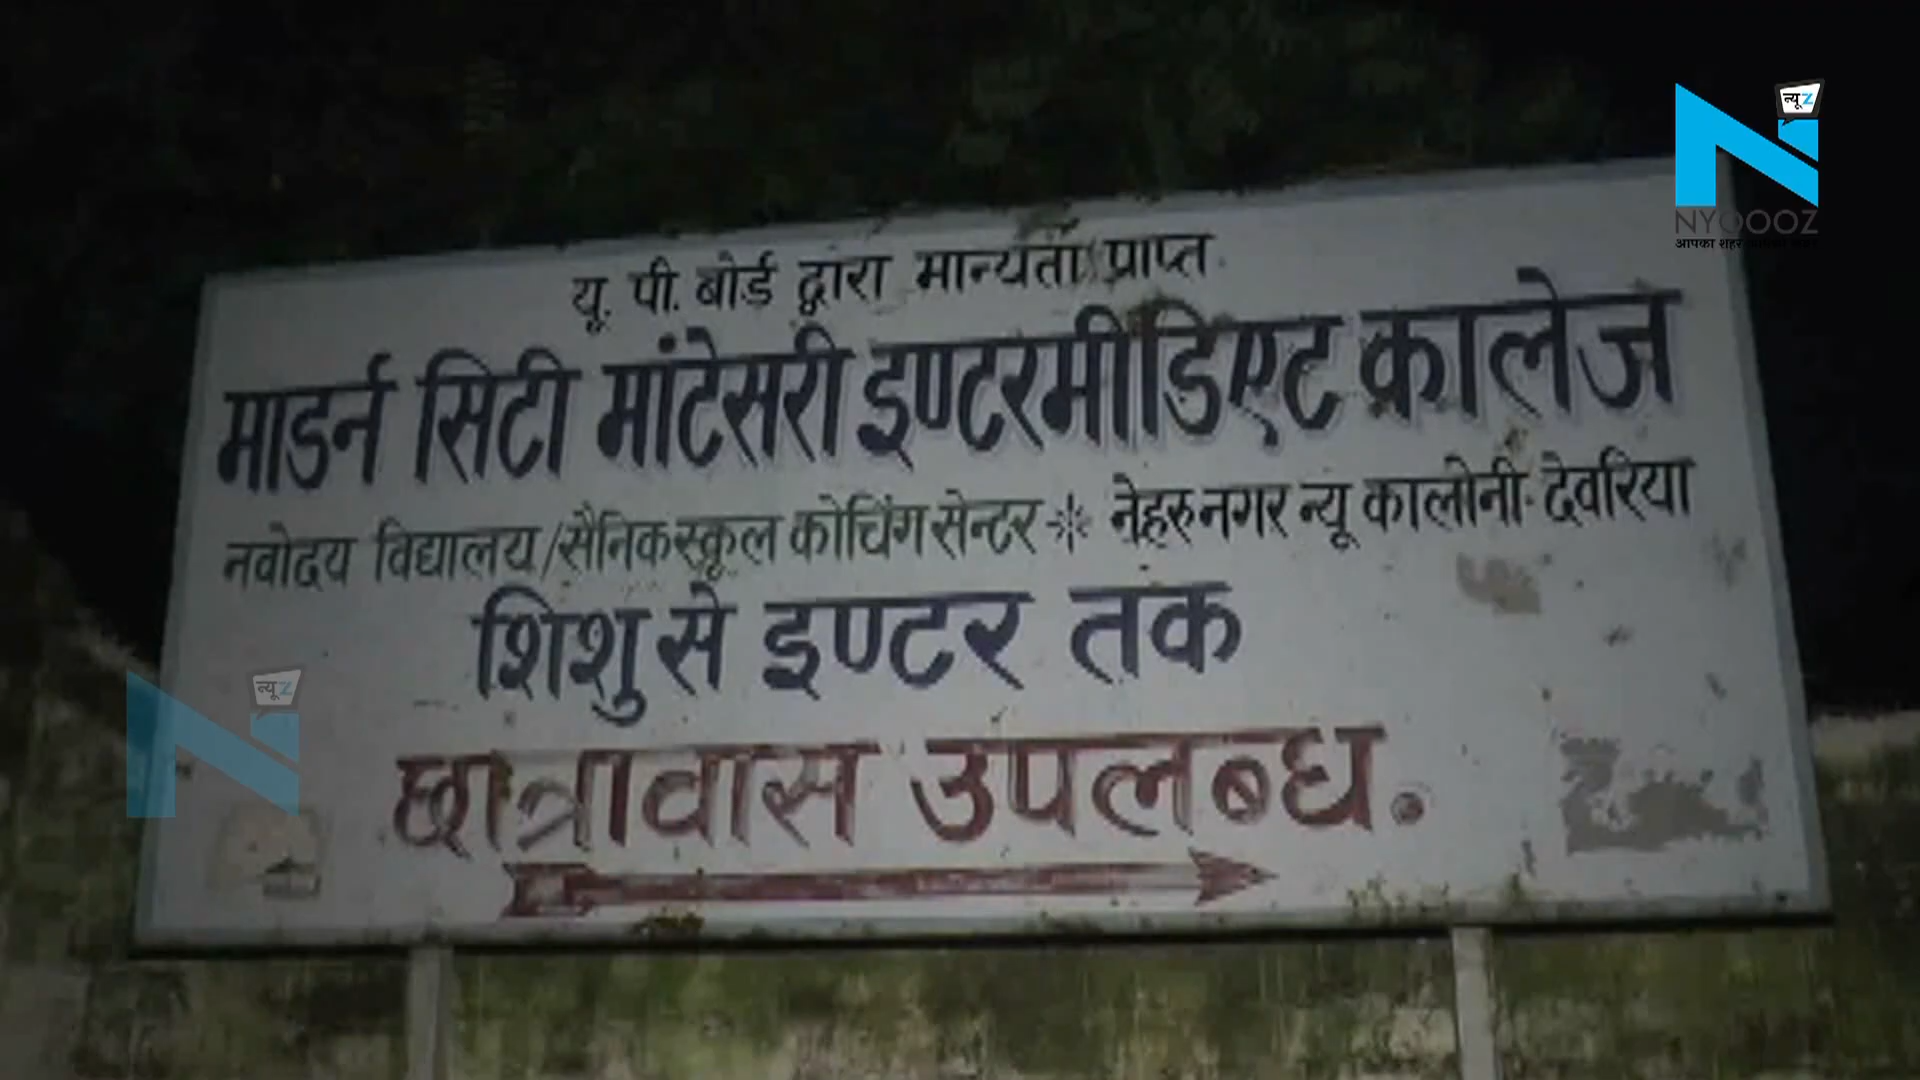 न्यूZ
NYOOOZ
आपका शहर
यू. पी. बोर्ड द्वारा मान्यता प्राप्त
माडर्न सिटी मांटेसरी इण्टरमीडिएट कालेज
नवोदय विद्यालय/सैनिक स्कूल कोचिंग सेन्टर * नेहरु नगर न्यू कालोनी देवरिया
शिशु से इण्टर तक
छात्रावास उपलब्ध.
न्यूZ